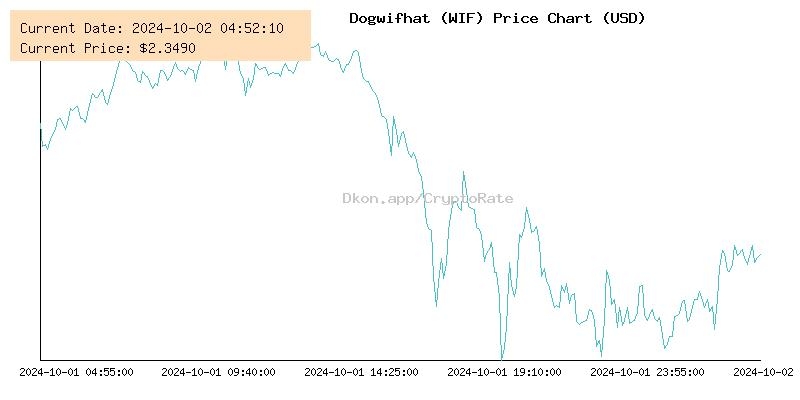 Dogwifhat (WIF) Price Chart (USD)
Current Date: 2024-10-02 04:52:10
Current Price: $2.3490
Dkon.app/CryptoRate
2024-10-01 04:55:00 2024-10-01 09:40:00 2024-10-01 14:25:00 2024-10-01 19:10:00 2024-10-01 23:55:00 2024-10-02